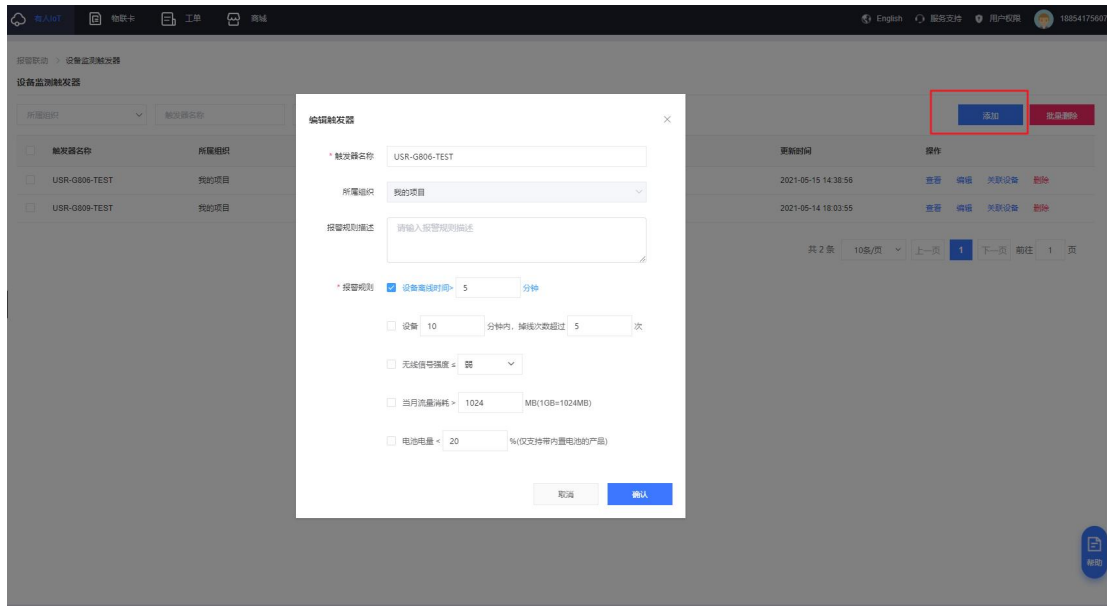 有人IoT 物联卡 工单 商城 English 服务支持 用户权限 18854175607
报警联动 > 设备监测触发器
设备监测触发器
所属组织 触发器名称 添加 批量删除
触发器名称 所属组织 更新时间 操作
USR-G806-TEST 我的项目 2021-05-15 14:38:56 查看 编辑 关联设备 删除
USR-G809-TEST 我的项目 2021-05-14 18:03:55 查看 编辑 关联设备 删除
共 2 条 10条/页 上一页 1 下一页 前往 1 页
编辑触发器
* 触发器名称 USR-G806-TEST
所属组织 我的项目
报警规则描述 请输入报警规则描述
* 报警规则 设备离线时间> 5 分钟
设备 10 分钟内，掉线次数超过 5 次
无线信号强度 ≤ 弱
当月流量消耗 > 1024 MB(1GB=1024MB)
电池电量 < 20 %(仅支持带内置电池的产品)
取消 确认
帮助